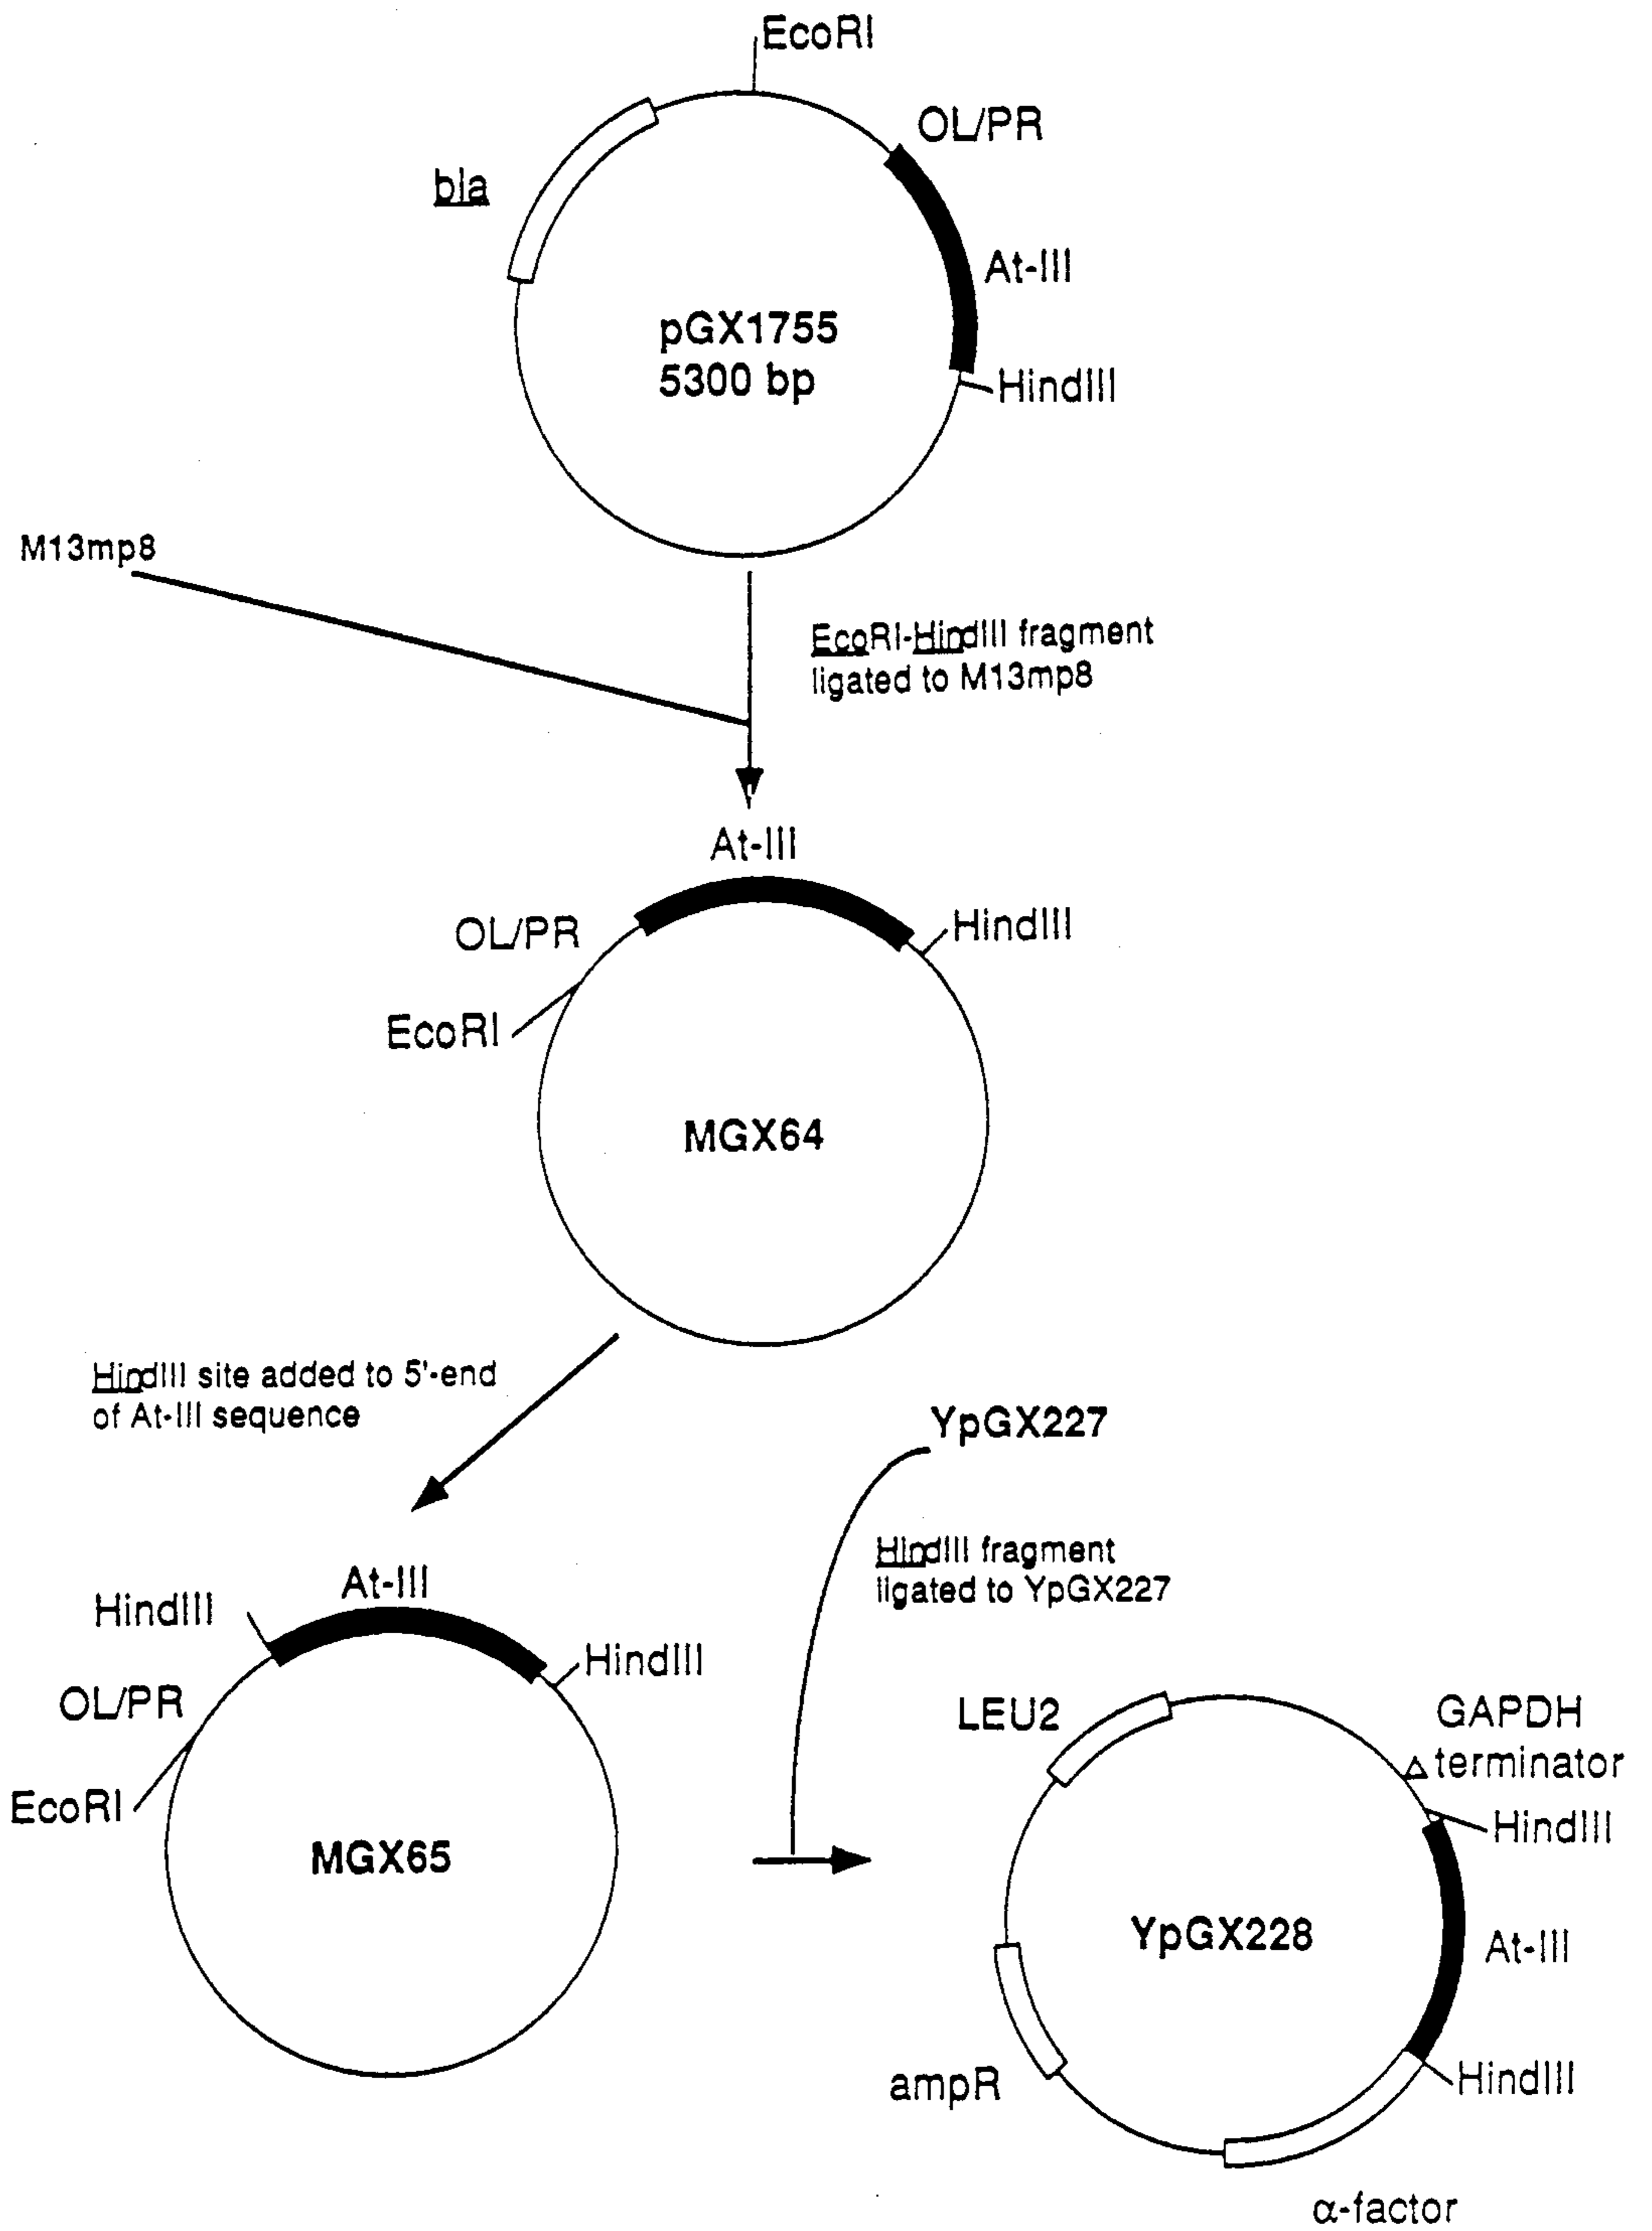 EcoRI
OL/PR
bla
At-III
pGX1755
5300 bp
HindIII
M13mp8
EcoRI-HindIII fragment
ligated to M13mp8
At-III
OL/PR
HindIII
EcoRI
MGX64
HindIII site added to 5'-end
of At-III sequence
YpGX227
HindIII fragment
ligated to YpGX227
At-III
HindIII
HindIII
OL/PR
EcoRI
MGX65
LEU2
GAPDH
terminator
HindIII
YpGX228
At-III
ampR
HindIII
α-factor